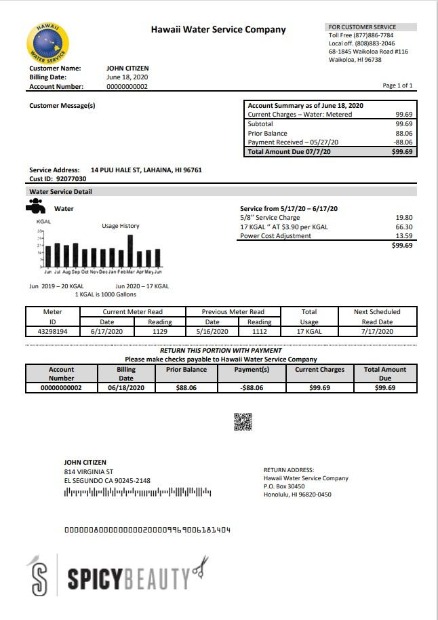 HAWAII
WATER SERVICE
Hawaii Water Service Company
FOR CUSTOMER SERVICE
Toll Free (877)886-7784
Local off. (808)883-2046
68-1845 Waikoloa Road #116
Waikoloa, HI 96738
Customer Name: JOHN CITIZEN
Billing Date: June 18, 2020
Account Number: 00000000002
Page 1 of 1
Customer Message(s)
Account Summary as of June 18, 2020
Current Charges – Water: Metered 99.69
Subtotal 99.69
Prior Balance 88.06
Payment Received – 05/27/20 -88.06
Total Amount Due 07/7/20 $99.69
Service Address: 14 PUU HALE ST, LAHAINA, HI 96761
Cust ID: 92077030
Water Service Detail
Water
KGAL
Usage History
Jun Jul Aug Sep Oct Nov Dec Jan Feb Mar Apr May Jun
Jun 2019 – 20 KGAL Jun 2020 – 17 KGAL
1 KGAL is 1000 Gallons
Service from 5/17/20 – 6/17/20
5/8" Service Charge 19.80
17 KGAL " AT $3.90 per KGAL 66.30
Power Cost Adjustment 13.59
$99.69
Meter Current Meter Read Previous Meter Read Total Next Scheduled
ID Date Reading Date Reading Usage Read Date
43298194 6/17/2020 1129 5/16/2020 1112 17 KGAL 7/17/2020
RETURN THIS PORTION WITH PAYMENT
Please make checks payable to Hawaii Water Service Company
Account Billing Prior Balance Payment(s) Current Charges Total Amount
Number Date Due
00000000002 06/18/2020 $88.06 -$88.06 $99.69 $99.69
JOHN CITIZEN
814 VIRGINIA ST
EL SEGUNDO CA 90245-2148
RETURN ADDRESS:
Hawaii Water Service Company
P.O. Box 30450
Honolulu, HI 96820-0450
SPICYBEAUTY